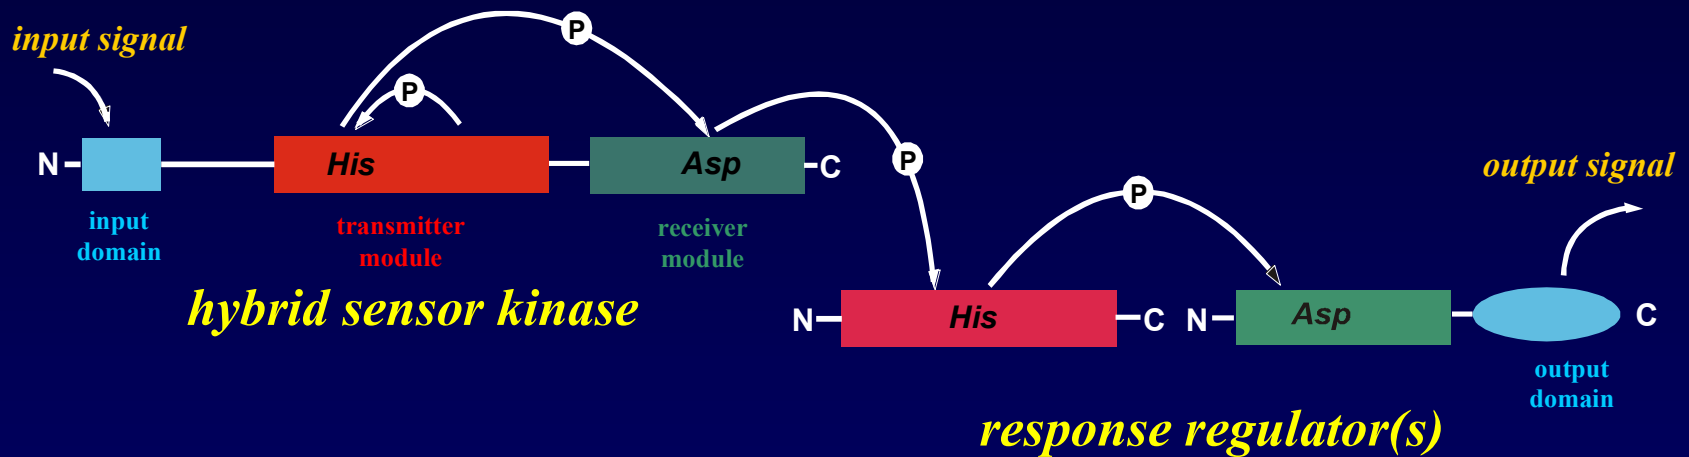 input signal
P
P
N
His
Asp
C
P
input
domain
transmitter
module
receiver
module
hybrid sensor kinase
P
output signal
N
His
C
N
Asp
C
output
domain
response regulator(s)